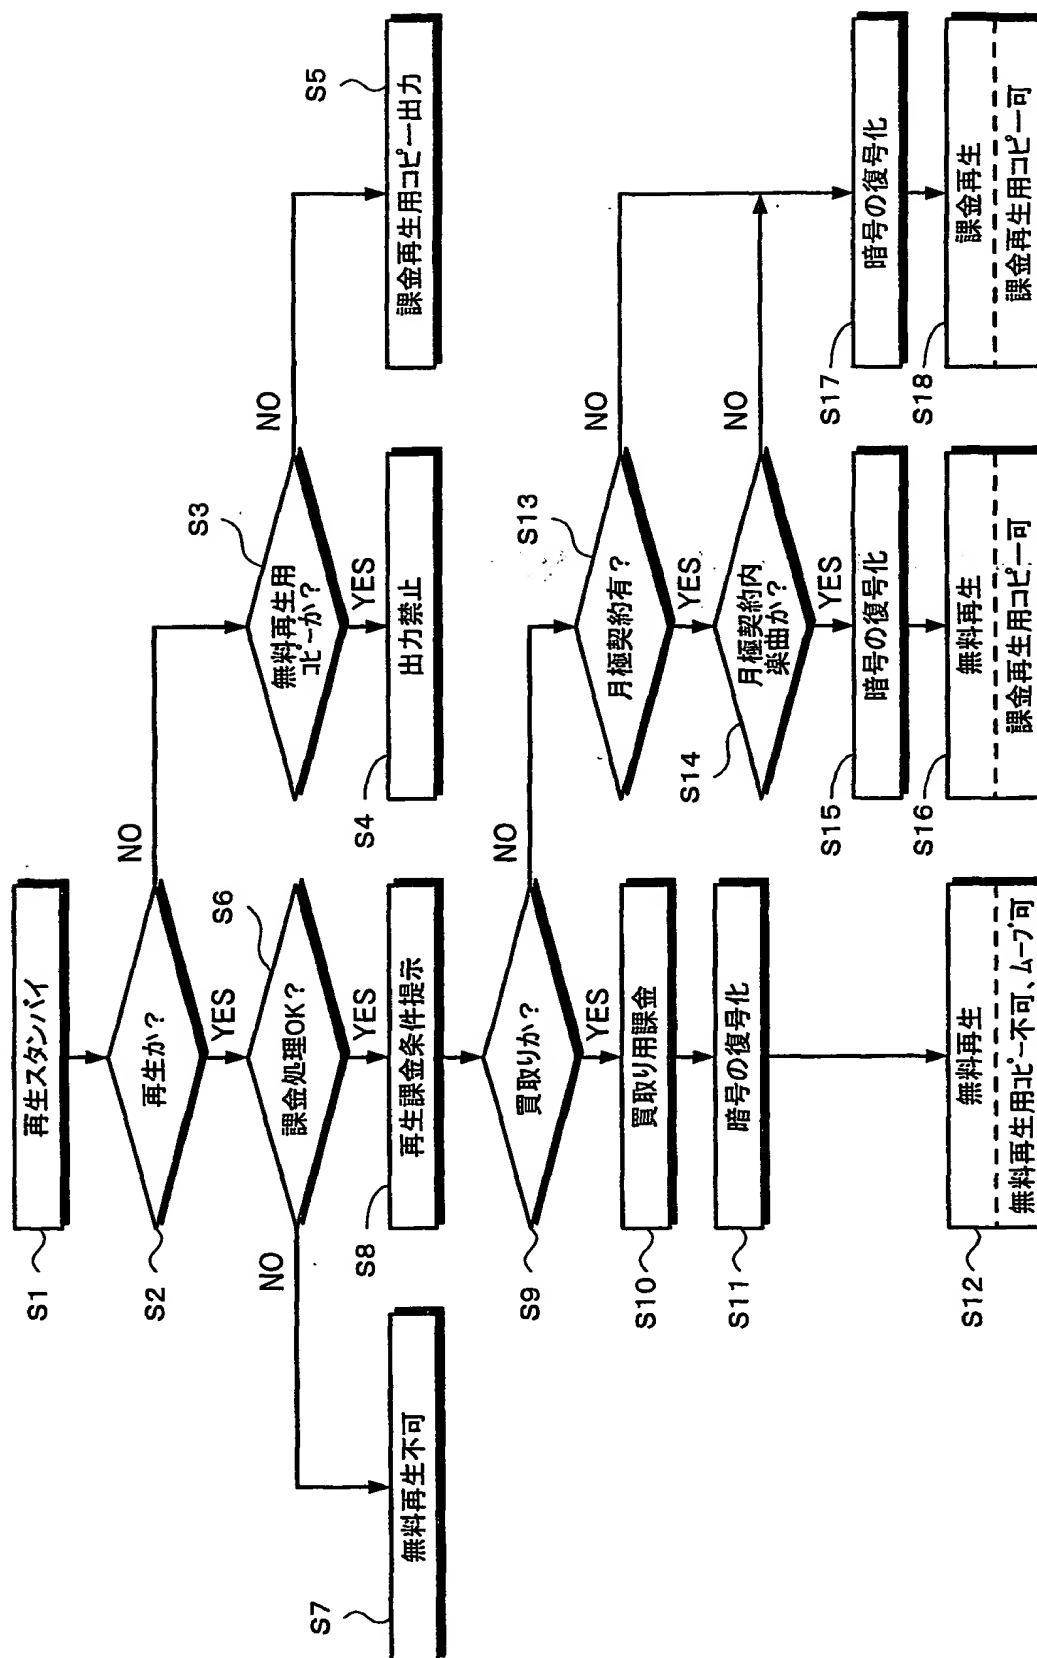 S1
再生スタンバイ
S2
再生か?
NO
YES
S3
無料再生用
コピーか?
NO
YES
S4
出力禁止
S5
課金再生用コピー出力
S6
課金処理OK?
NO
YES
S7
無料再生不可
S8
再生課金条件提示
S9
買取りか?
NO
YES
S10
買取り用課金
S11
暗号の復号化
S12
無料再生
無料再生用コピー不可、ムーブ可
S13
月極契約有?
NO
YES
S14
月極契約内
楽曲か?
NO
YES
S15
暗号の復号化
S16
無料再生
課金再生用コピー可
S17
暗号の復号化
S18
課金再生
課金再生用コピー可